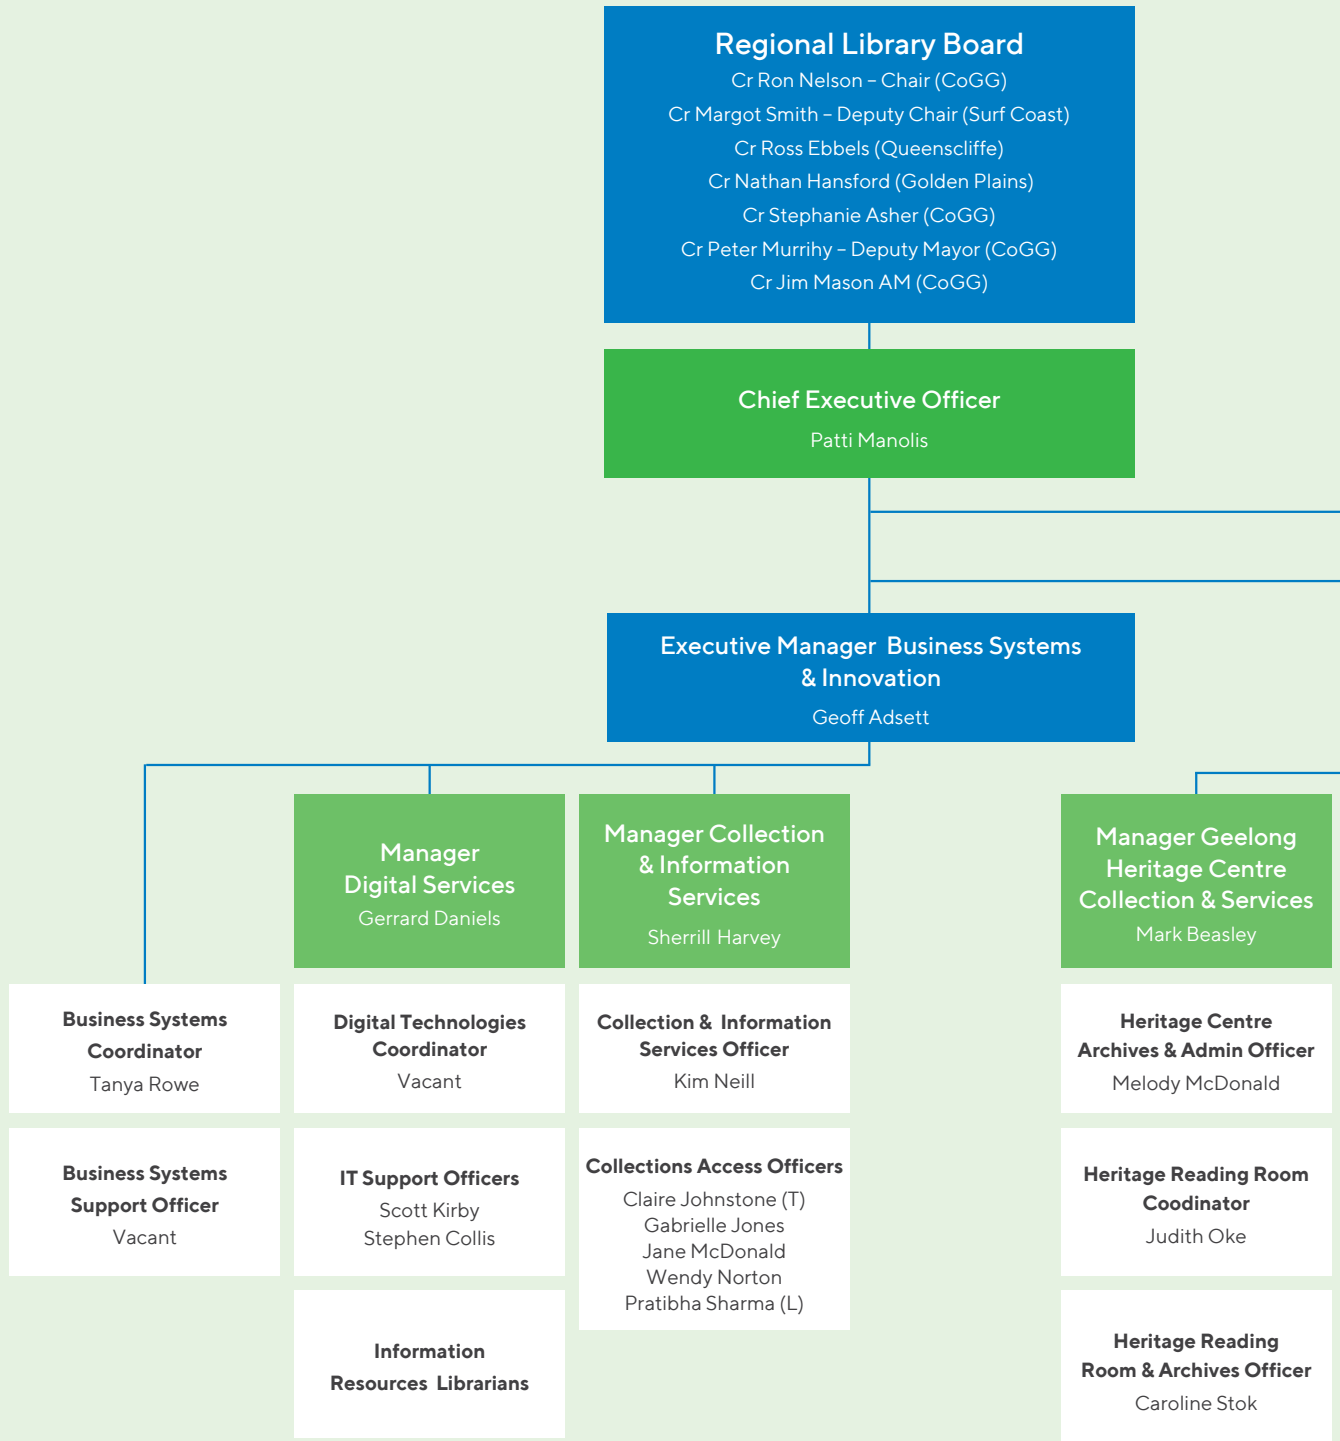 Regional Library Board
Cr Ron Nelson – Chair (CoGG)
Cr Margot Smith – Deputy Chair (Surf Coast)
Cr Ross Ebbels (Queenscliffe)
Cr Nathan Hansford (Golden Plains)
Cr Stephanie Asher (CoGG)
Cr Peter Murrihy – Deputy Mayor (CoGG)
Cr Jim Mason AM (CoGG)
Chief Executive Officer
Patti Manolis
Executive Manager Business Systems
& Innovation
Geoff Adsett
Manager
Digital Services
Gerrard Daniels
Manager Collection
& Information
Services
Sherrill Harvey
Manager Geelong
Heritage Centre
Collection & Services
Mark Beasley
Business Systems
Coordinator
Tanya Rowe
Digital Technologies
Coordinator
Vacant
Collection & Information
Services Officer
Kim Neill
Heritage Centre
Archives & Admin Officer
Melody McDonald
Business Systems
Support Officer
Vacant
IT Support Officers
Scott Kirby
Stephen Collis
Collections Access Officers
Claire Johnstone (T)
Gabrielle Jones
Jane McDonald
Wendy Norton
Pratibha Sharma (L)
Heritage Reading Room
Coodinator
Judith Oke
Information
Resources Librarians
Heritage Reading
Room & Archives Officer
Caroline Stok